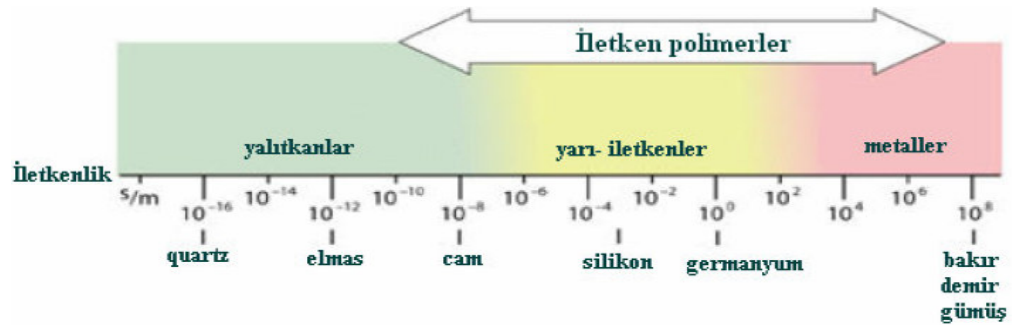 İletken polimerler
yalıtkanlar yarı- iletkenler metaller
İletkenlik
S/m 10⁻¹⁶ 10⁻¹⁴ 10⁻¹² 10⁻¹⁰ 10⁻⁸ 10⁻⁶ 10⁻⁴ 10⁻² 10⁰ 10² 10⁴ 10⁶ 10⁸
quartz elmas cam silikon germanyum bakır
demir
gümüş